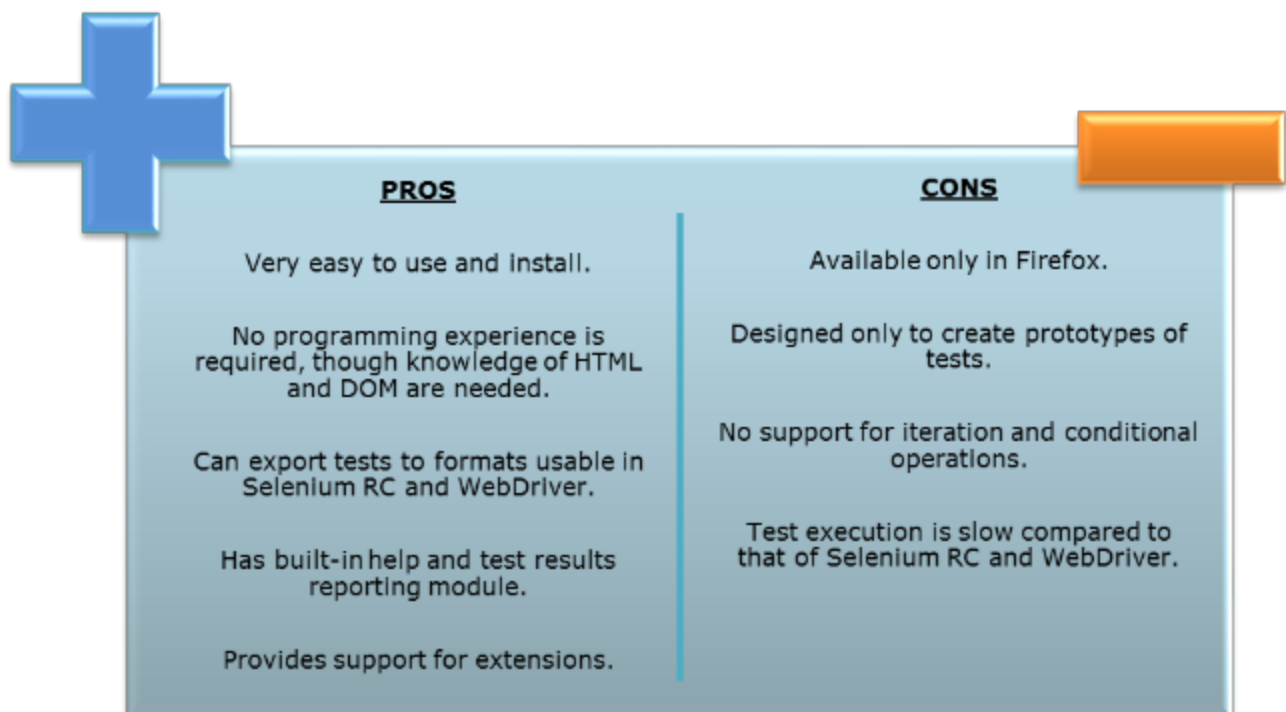 PROS
Very easy to use and install.
No programming experience is
required, though knowledge of HTML
and DOM are needed.
Can export tests to formats usable in
Selenium RC and WebDriver.
Has built-in help and test results
reporting module.
Provides support for extensions.
CONS
Available only in Firefox.
Designed only to create prototypes of
tests.
No support for iteration and conditional
operations.
Test execution is slow compared to
that of Selenium RC and WebDriver.